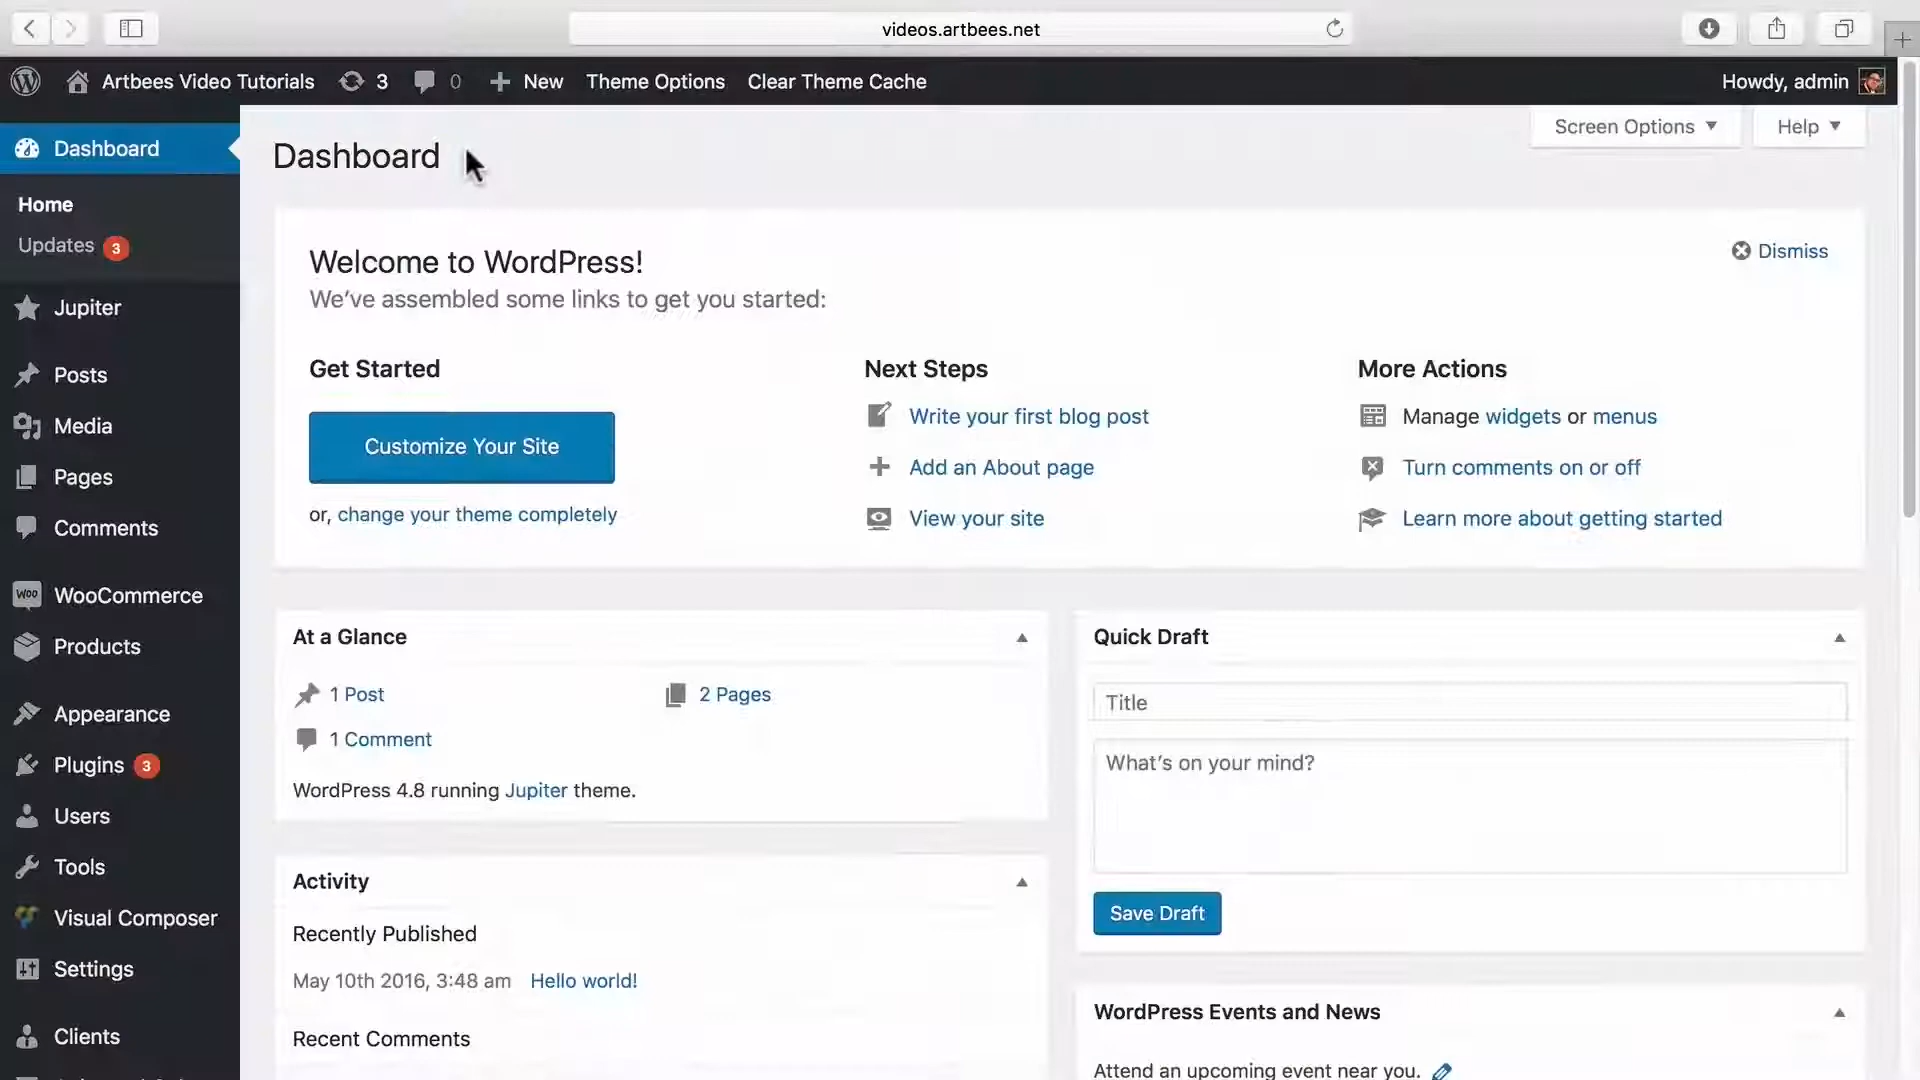 videos.artbees.net
Artbees Video Tutorials 3 0 New Theme Options Clear Theme Cache Howdy, admin
Screen Options Help
Dashboard
Home
Updates 3
Jupiter
Posts
Media
Pages
Comments
WOO WooCommerce
Products
Appearance
Plugins 3
Users
Tools
Visual Composer
Settings
Clients
Dashboard
Welcome to WordPress!
Dismiss
We've assembled some links to get you started:
Get Started
Customize Your Site
or, change your theme completely
Next Steps
Write your first blog post
Add an About page
View your site
More Actions
Manage widgets or menus
Turn comments on or off
Learn more about getting started
At a Glance
1 Post
2 Pages
1 Comment
WordPress 4.8 running Jupiter theme.
Activity
Recently Published
May 10th 2016, 3:48 am Hello world!
Recent Comments
Quick Draft
Title
What's on your mind?
Save Draft
WordPress Events and News
Attend an upcoming event near you.